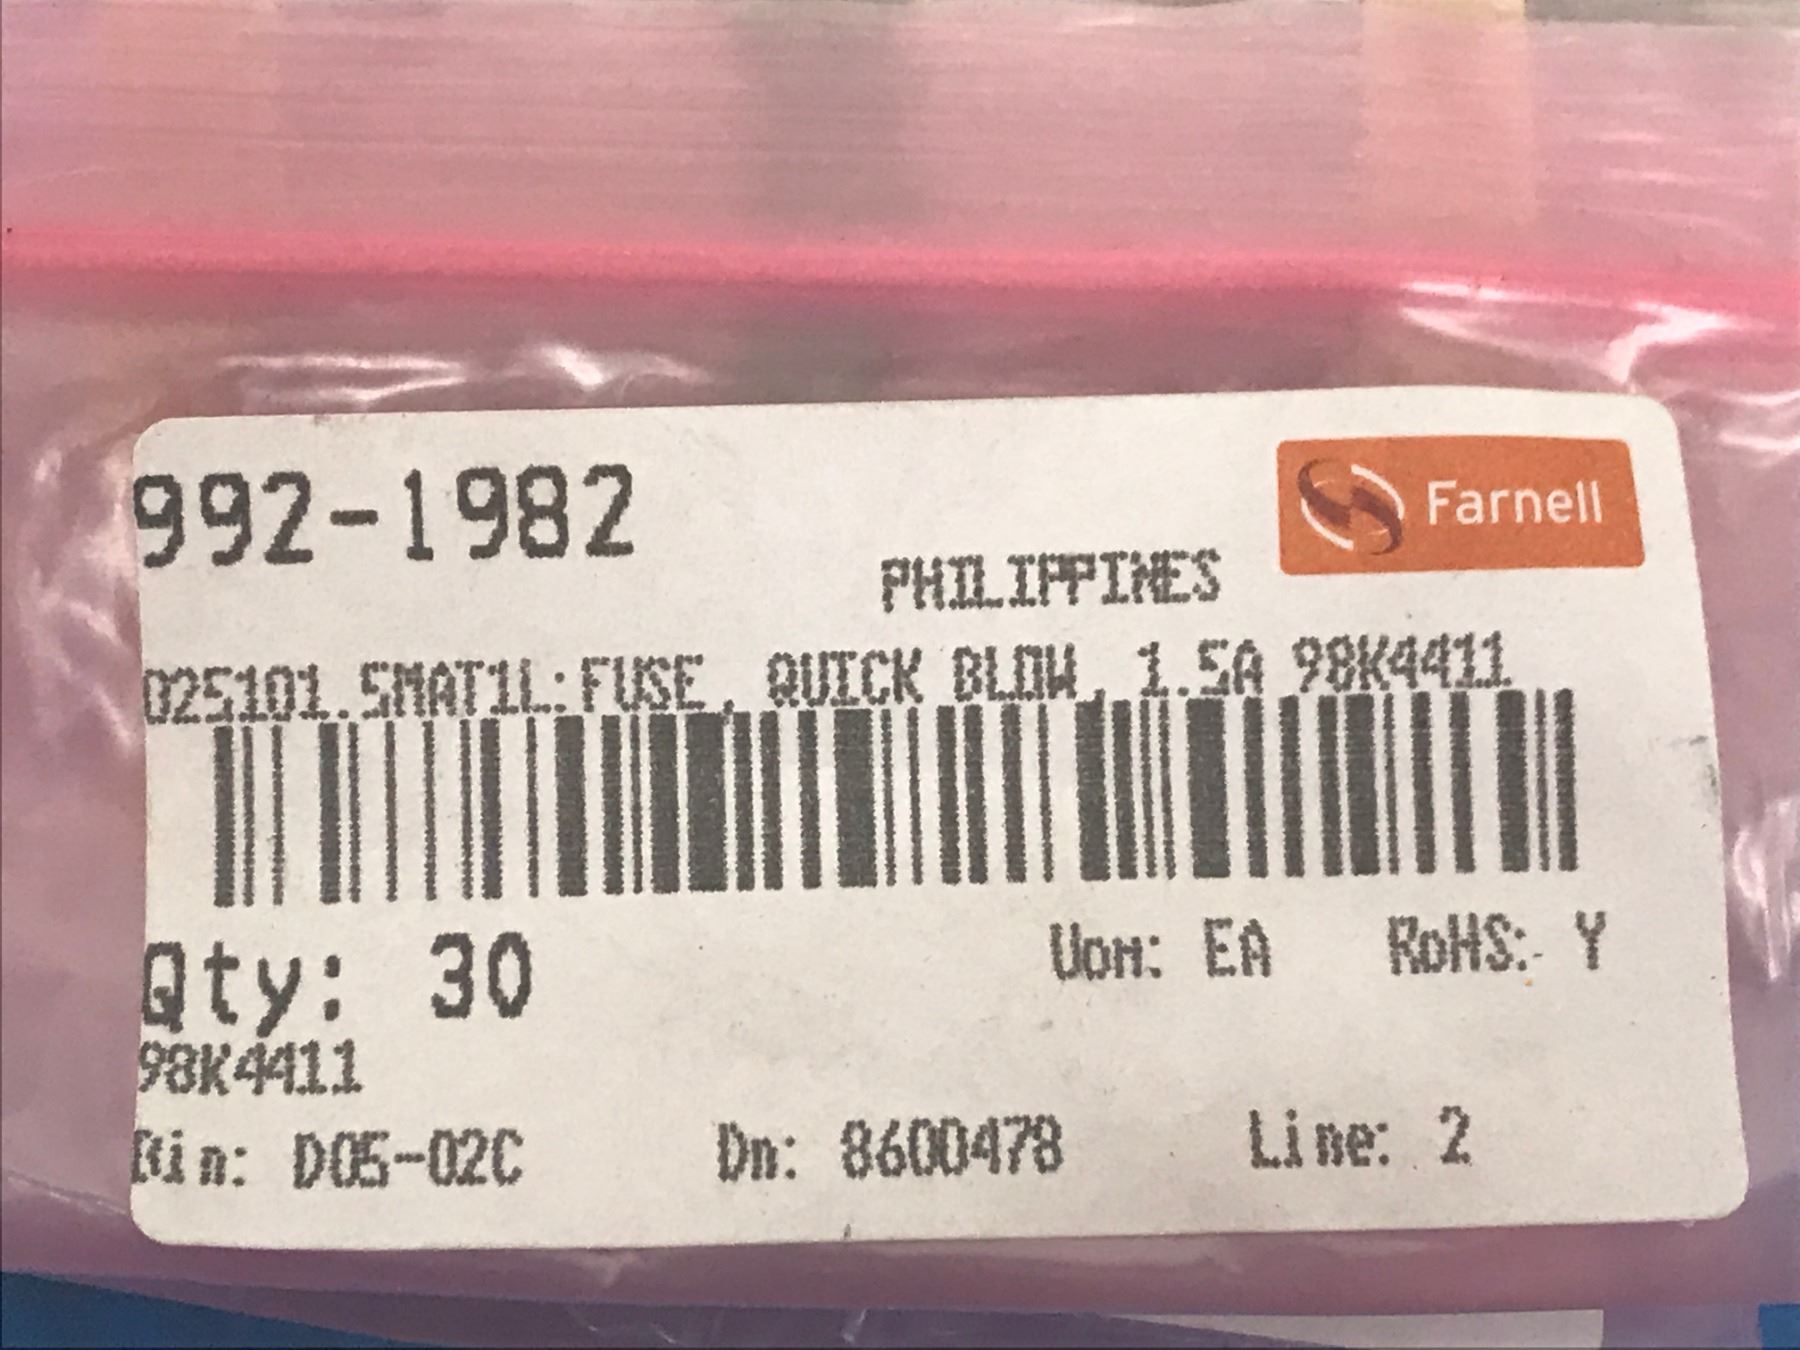 992-1982
Farnell
PHILIPPINES
025101.5MAT1L:FUSE, QUICK BLOW, 1.5A 98K4411
Qty: 30 UoM: EA RoHS: Y
98K4411
Bin: D05-02C Dn: 8600478 Line: 2